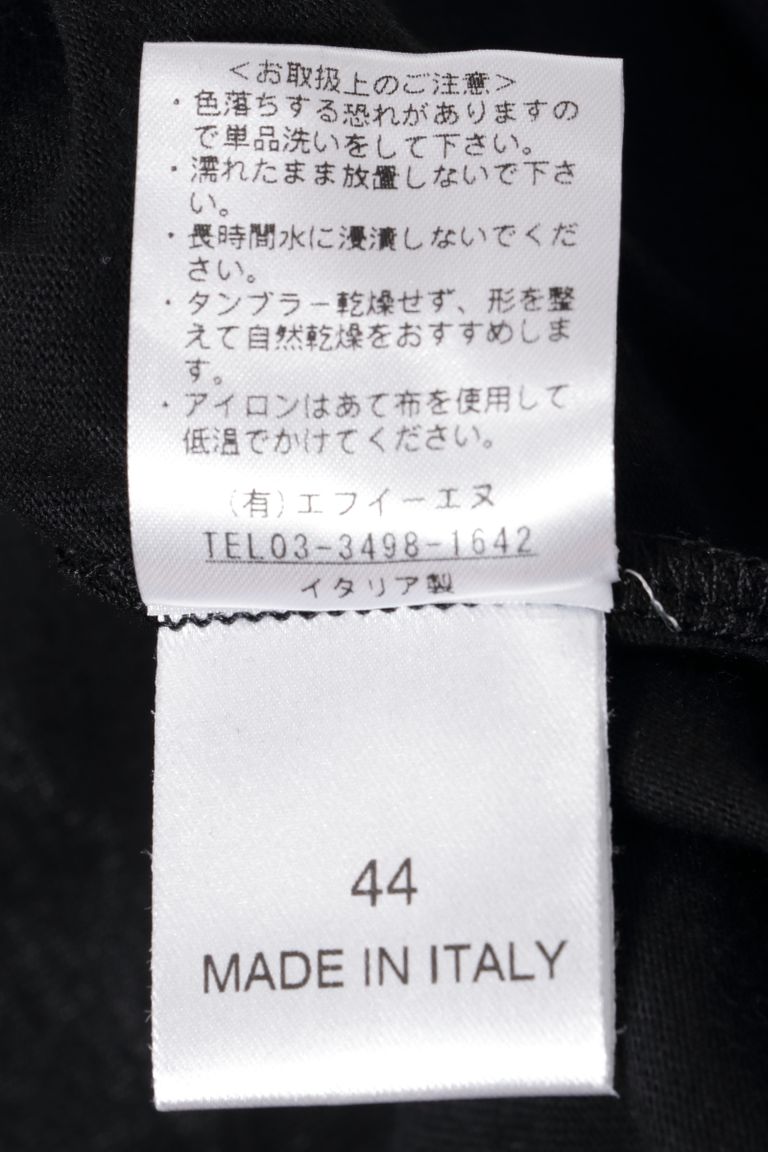 <お取扱上のご注意>
・色落ちする恐れがありますの
で単品洗いをして下さい。
・濡れたまま放置しないで下さ
い。
・長時間水に浸漬しないでくだ
さい。
・タンブラー乾燥せず、形を整
えて自然乾燥をおすすめしま
す。
・アイロンはあて布を使用して
低温でかけてください。
(有)エフイーエヌ
TEL03-3498-1642
イタリア製
44
MADE IN ITALY